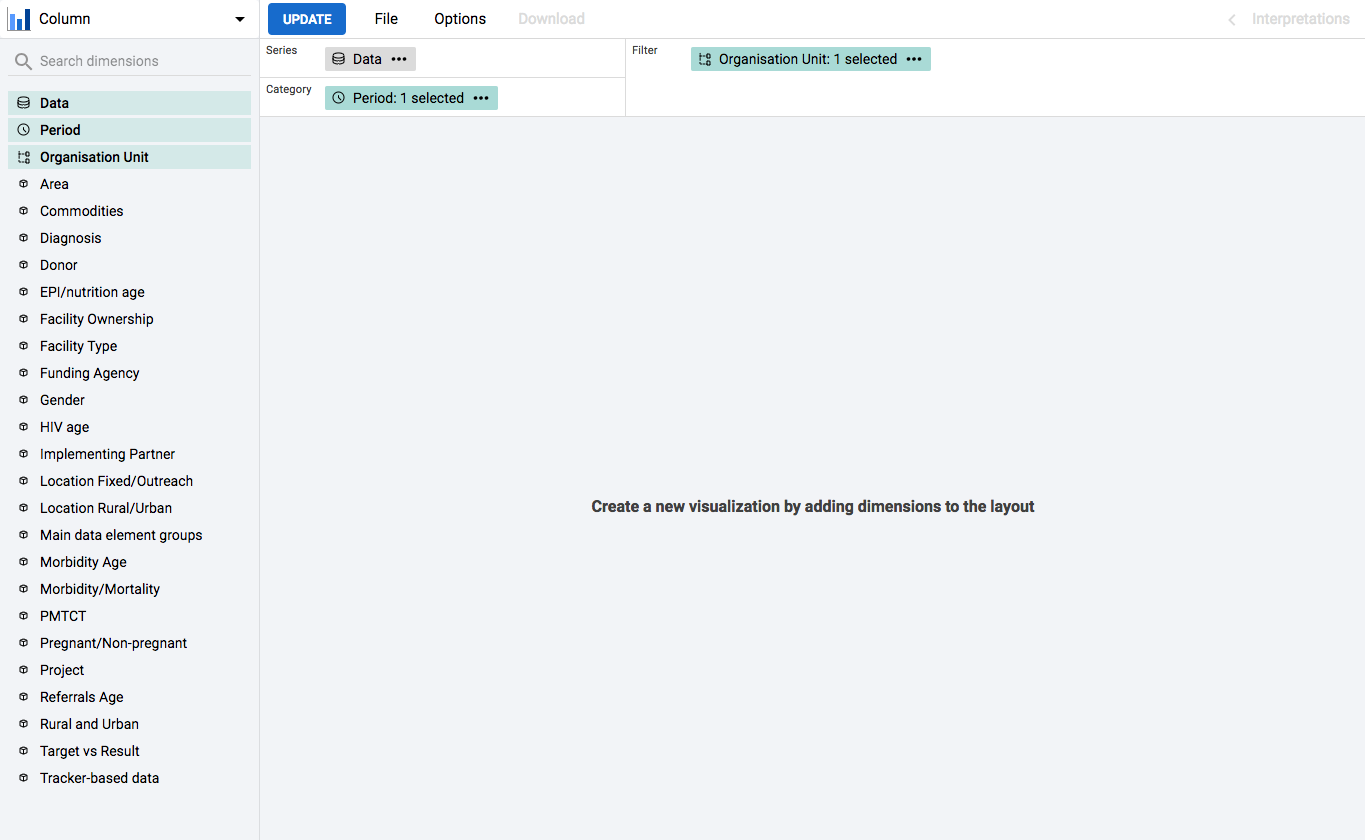 Column
UPDATE
File
Options
Download
Interpretations
Search dimensions
Data
Period
Organisation Unit
Area
Commodities
Diagnosis
Donor
EPI/nutrition age
Facility Ownership
Facility Type
Funding Agency
Gender
HIV age
Implementing Partner
Location Fixed/Outreach
Location Rural/Urban
Main data element groups
Morbidity Age
Morbidity/Mortality
PMTCT
Pregnant/Non-pregnant
Project
Referrals Age
Rural and Urban
Target vs Result
Tracker-based data
Series
Data
Category
Period: 1 selected
Filter
Organisation Unit: 1 selected
Create a new visualization by adding dimensions to the layout